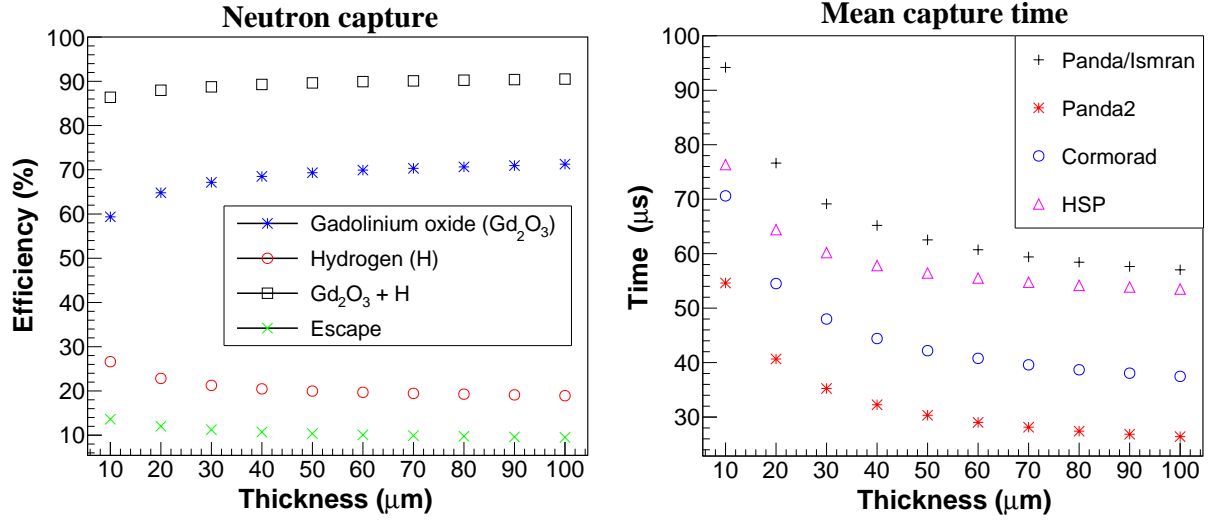 Neutron capture
100
90
80
70
60
50
40
30
20
10
Efficiency (%)
Gadolinium oxide (Gd₂O₃)
Hydrogen (H)
Gd₂O₃ + H
Escape
10 20 30 40 50 60 70 80 90 100
Thickness (μm)
Mean capture time
100
90
80
70
60
50
40
30
Time (μs)
Panda/Ismran
Panda2
Cormorad
HSP
10 20 30 40 50 60 70 80 90 100
Thickness (μm)